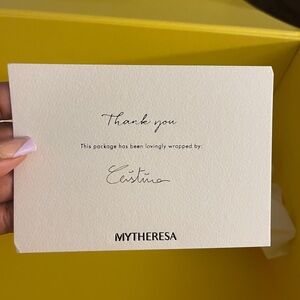 Thank you
This package has been lovingly wrapped by:
Cristina
MYTHERESA